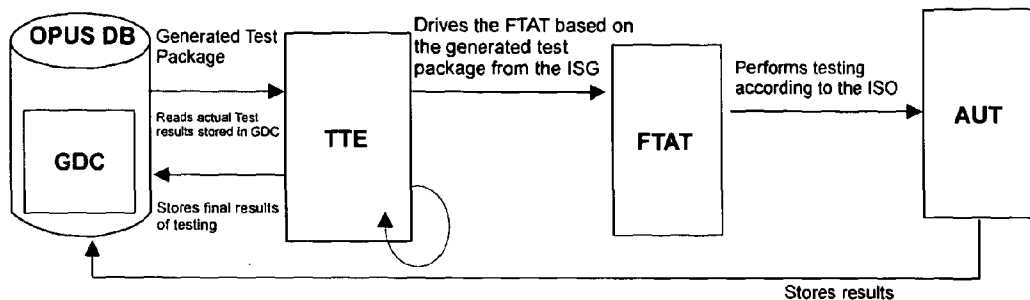 OPUS DB
GDC
Generated Test
Package
Reads actual Test
results stored in GDC
Stores final results
of testing
TTE
Drives the FTAT based on
the generated test
package from the ISG
FTAT
Performs testing
according to the ISO
AUT
Stores results